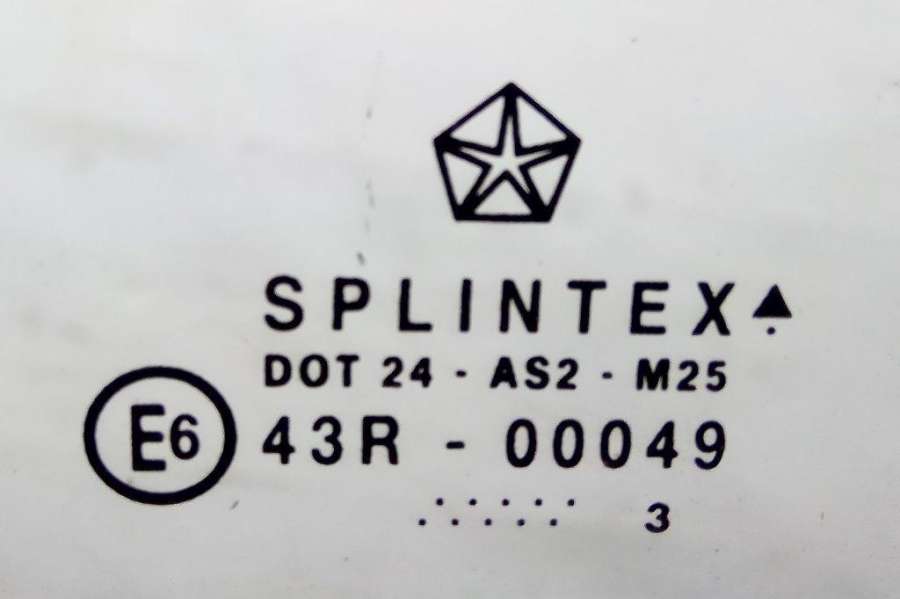 SPLINTEX
DOT 24 - AS2 - M25
E6 43R - 00049
3